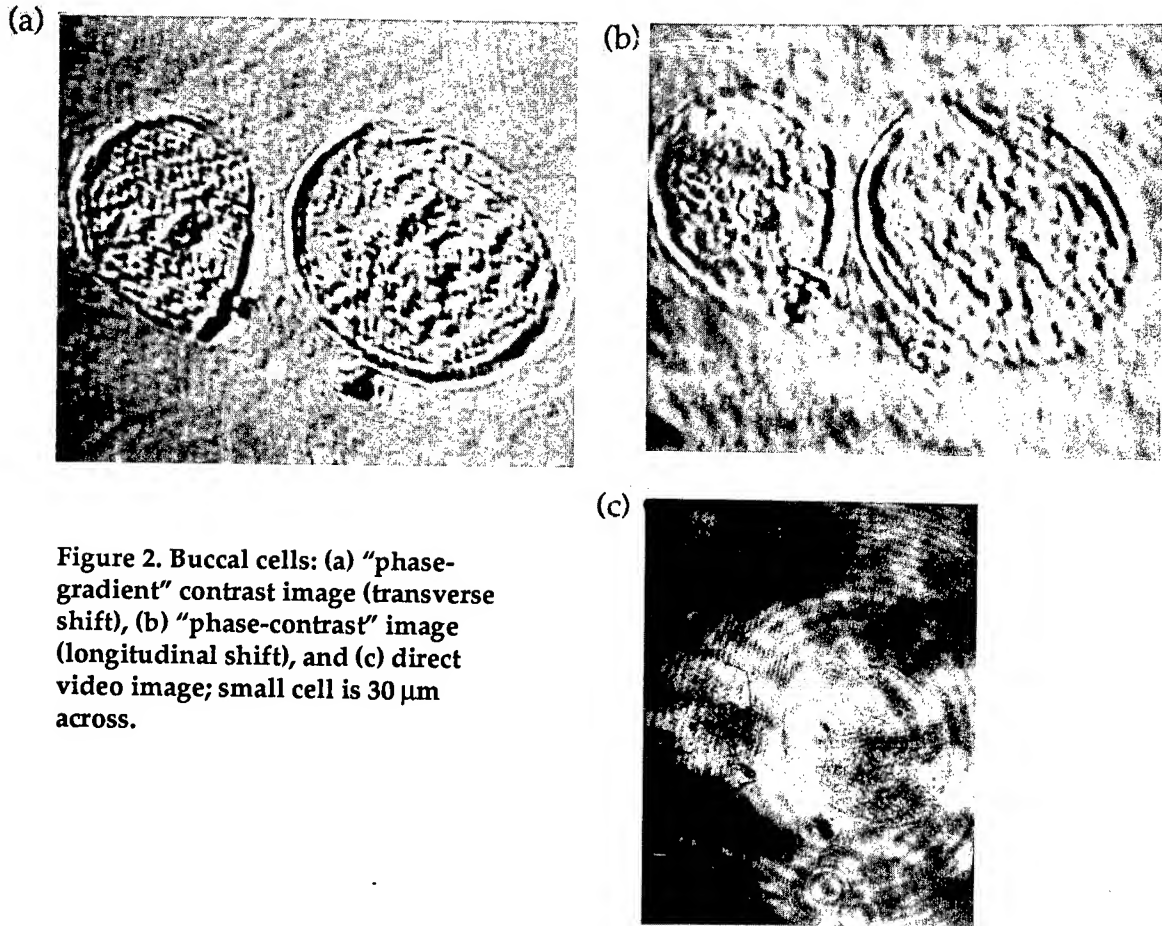 (a)
(b)
(c)
Figure 2. Buccal cells: (a) "phase-
gradient" contrast image (transverse
shift), (b) "phase-contrast" image
(longitudinal shift), and (c) direct
video image; small cell is 30 μm
across.